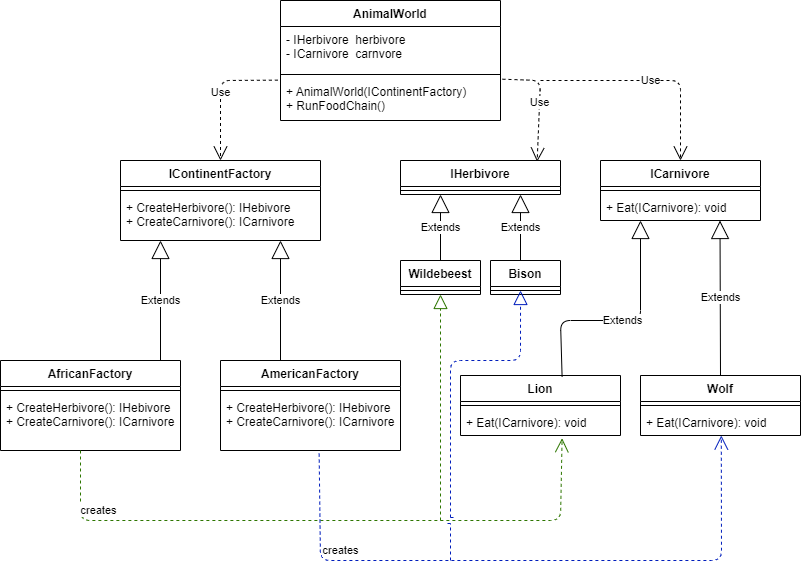 AnimalWorld
- IHerbivore  herbivore
- ICarnivore  carnvore
+ AnimalWorld(IContinentFactory)
+ RunFoodChain()
Use
Use
Use
IContinentFactory
+ CreateHerbivore(): IHebivore
+ CreateCarnivore(): ICarnivore
IHerbivore
ICarnivore
+ Eat(ICarnivore): void
Extends
Extends
Wildebeest
Bison
Extends
Extends
Extends
Extends
AfricanFactory
+ CreateHerbivore(): IHebivore
+ CreateCarnivore(): ICarnivore
AmericanFactory
+ CreateHerbivore(): IHebivore
+ CreateCarnivore(): ICarnivore
Lion
+ Eat(ICarnivore): void
Wolf
+ Eat(ICarnivore): void
creates
creates